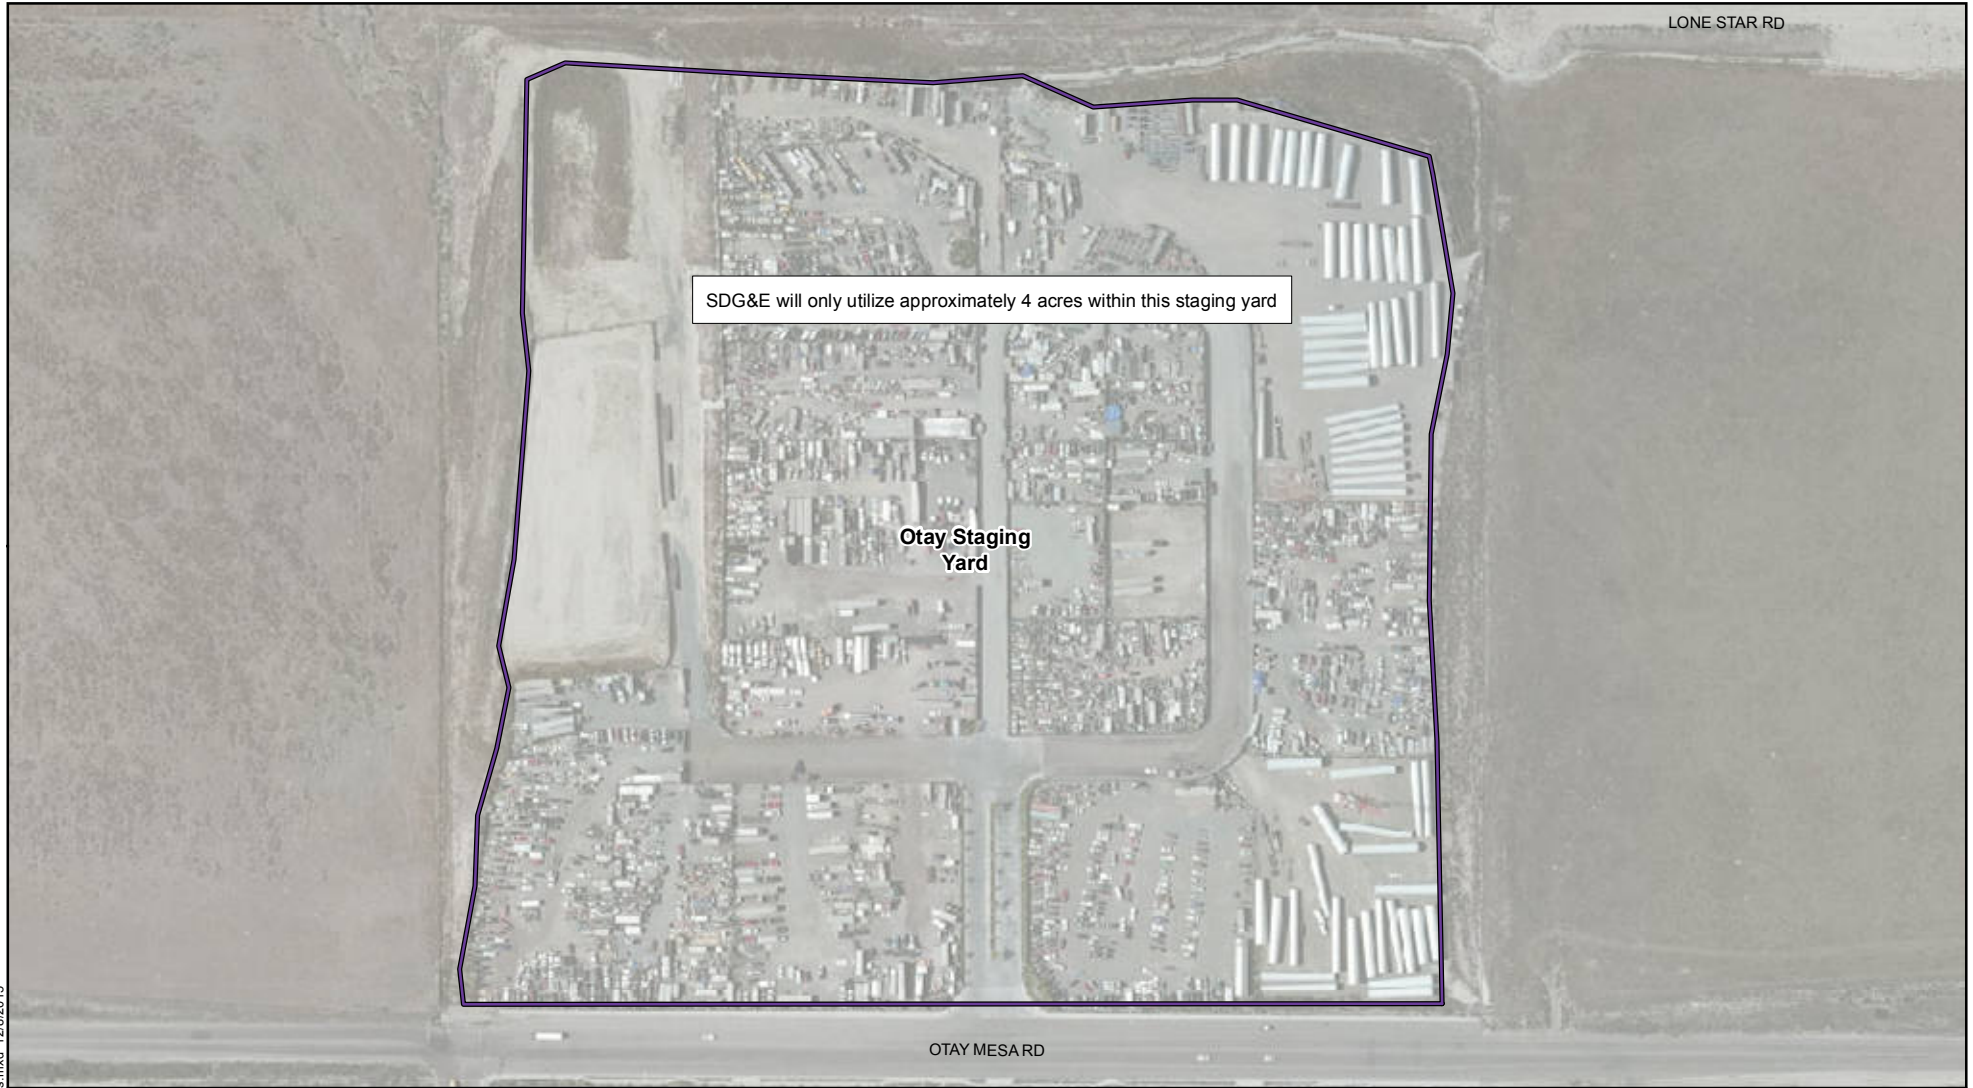 LONE STAR RD
SDG&E will only utilize approximately 4 acres within this staging yard
Otay Staging
Yard
OTAY MESA RD